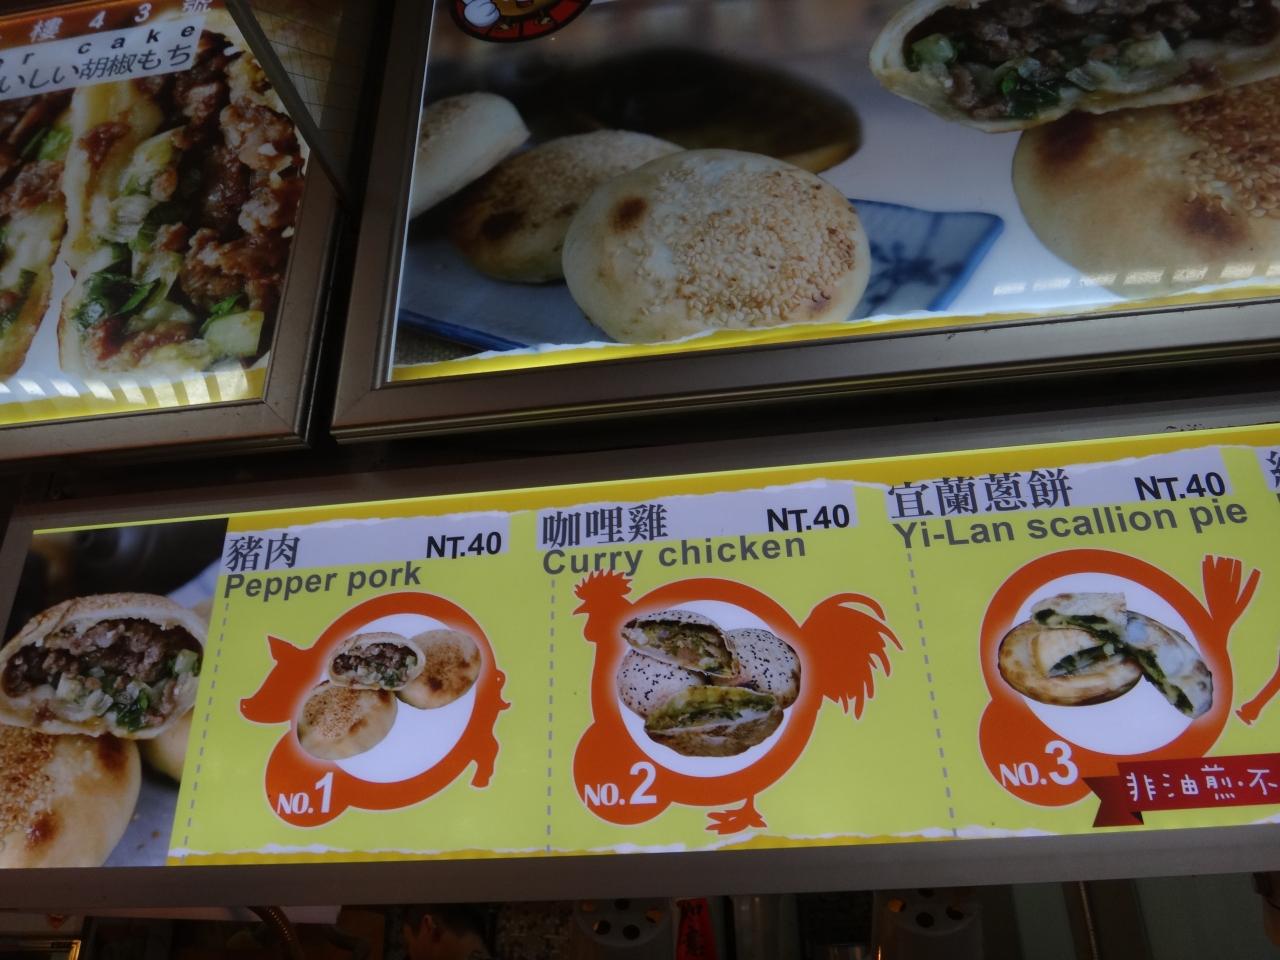 樓43號
r cake
いしい胡椒もち
豬肉
NT.40
Pepper pork
NO.1
咖哩雞
NT.40
Curry chicken
NO.2
宜蘭蔥餅
NT.40
Yi-Lan scallion pie
NO.3
非油煎·不